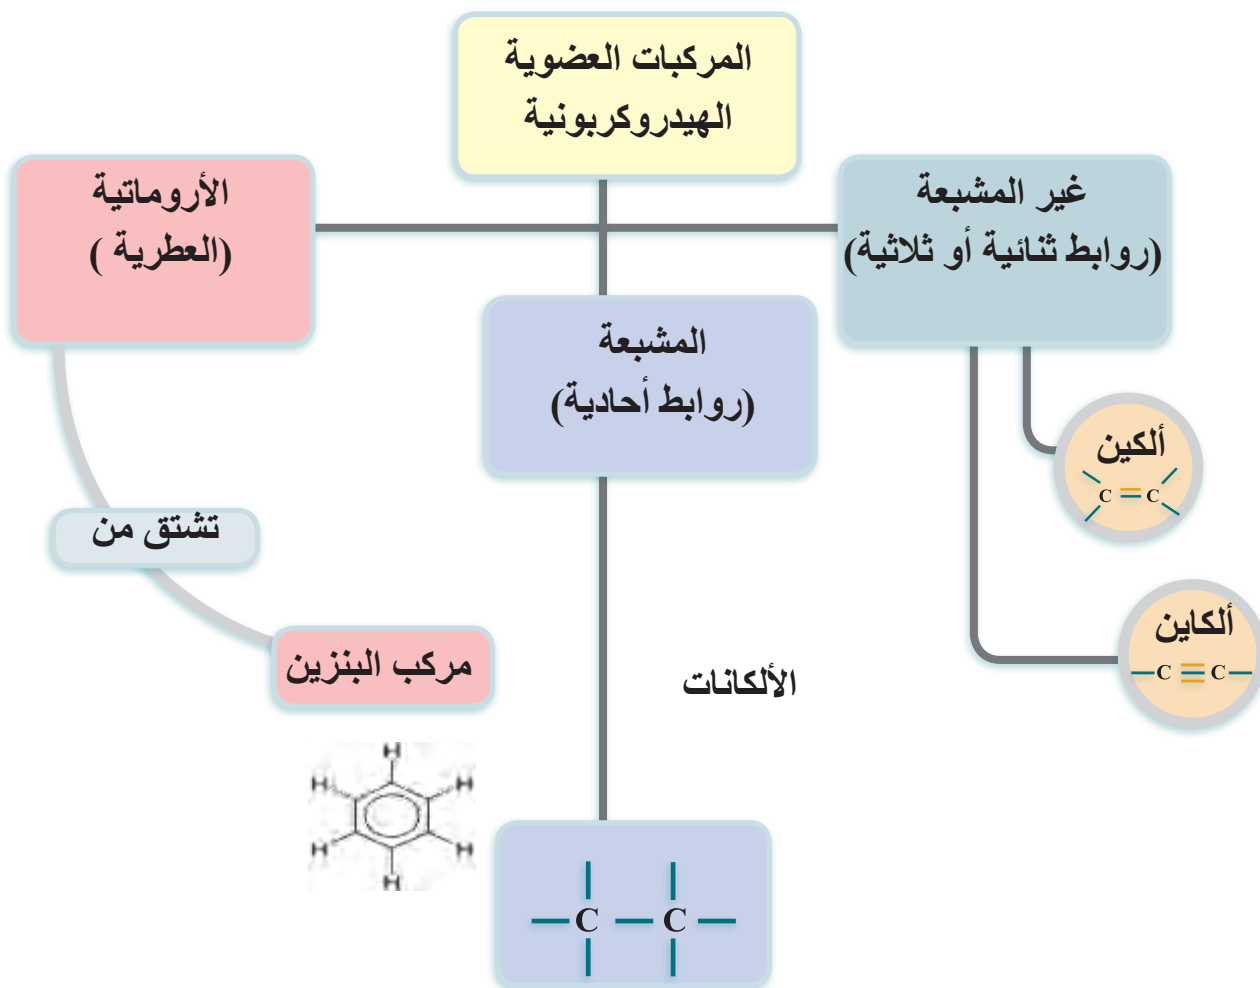 المركبات العضوية
الهيدروكربونية
غير المشبعة
(روابط ثنائية أو ثلاثية)
الأروماتية
(العطرية )
المشبعة
(روابط أحادية)
ألكين
C = C
تشتق من
ألكاين
C ≡ C
مركب البنزين
الألكانات
H
H H
H H
H
C C